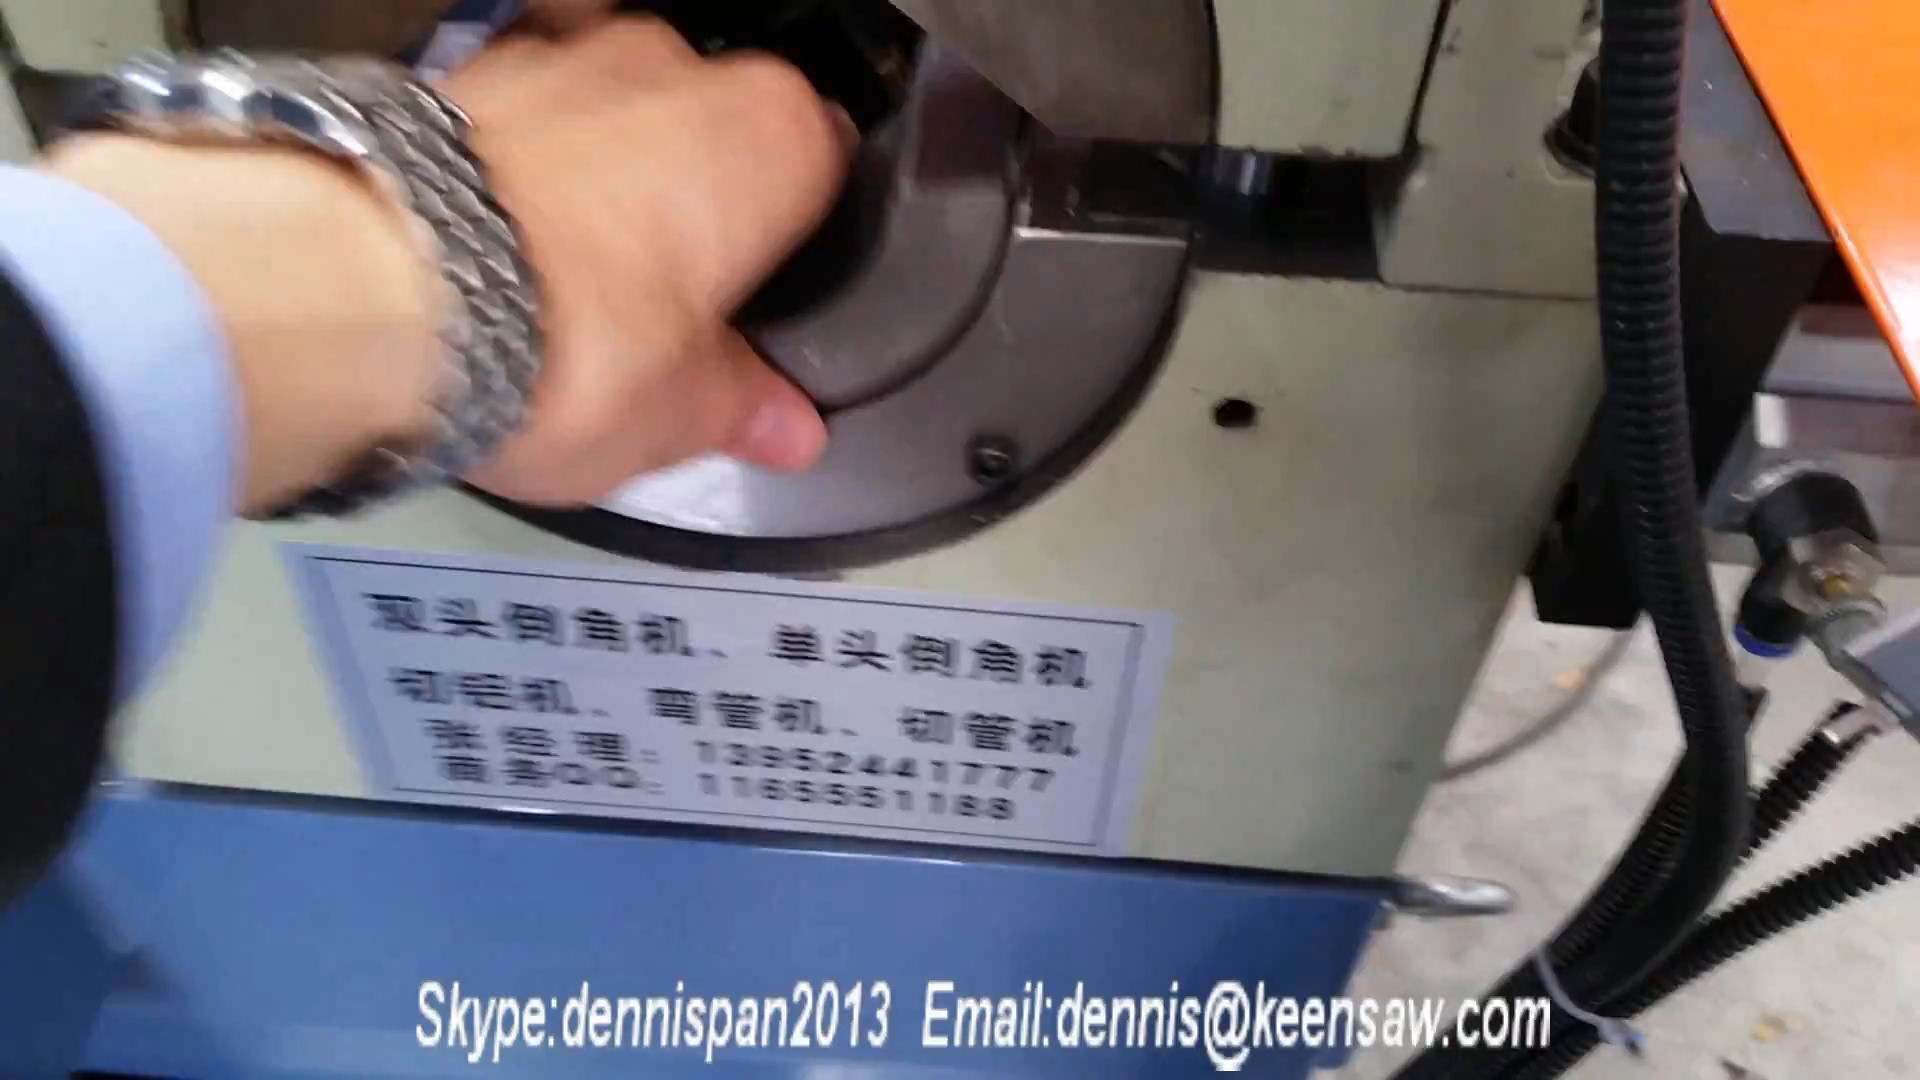 双头倒角机、单头倒角机
切铝机、弯管机、切管机
张经理：13952441777
商务QQ：1165551188
Skype:dennispan2013 Email:dennis@keensaw.com